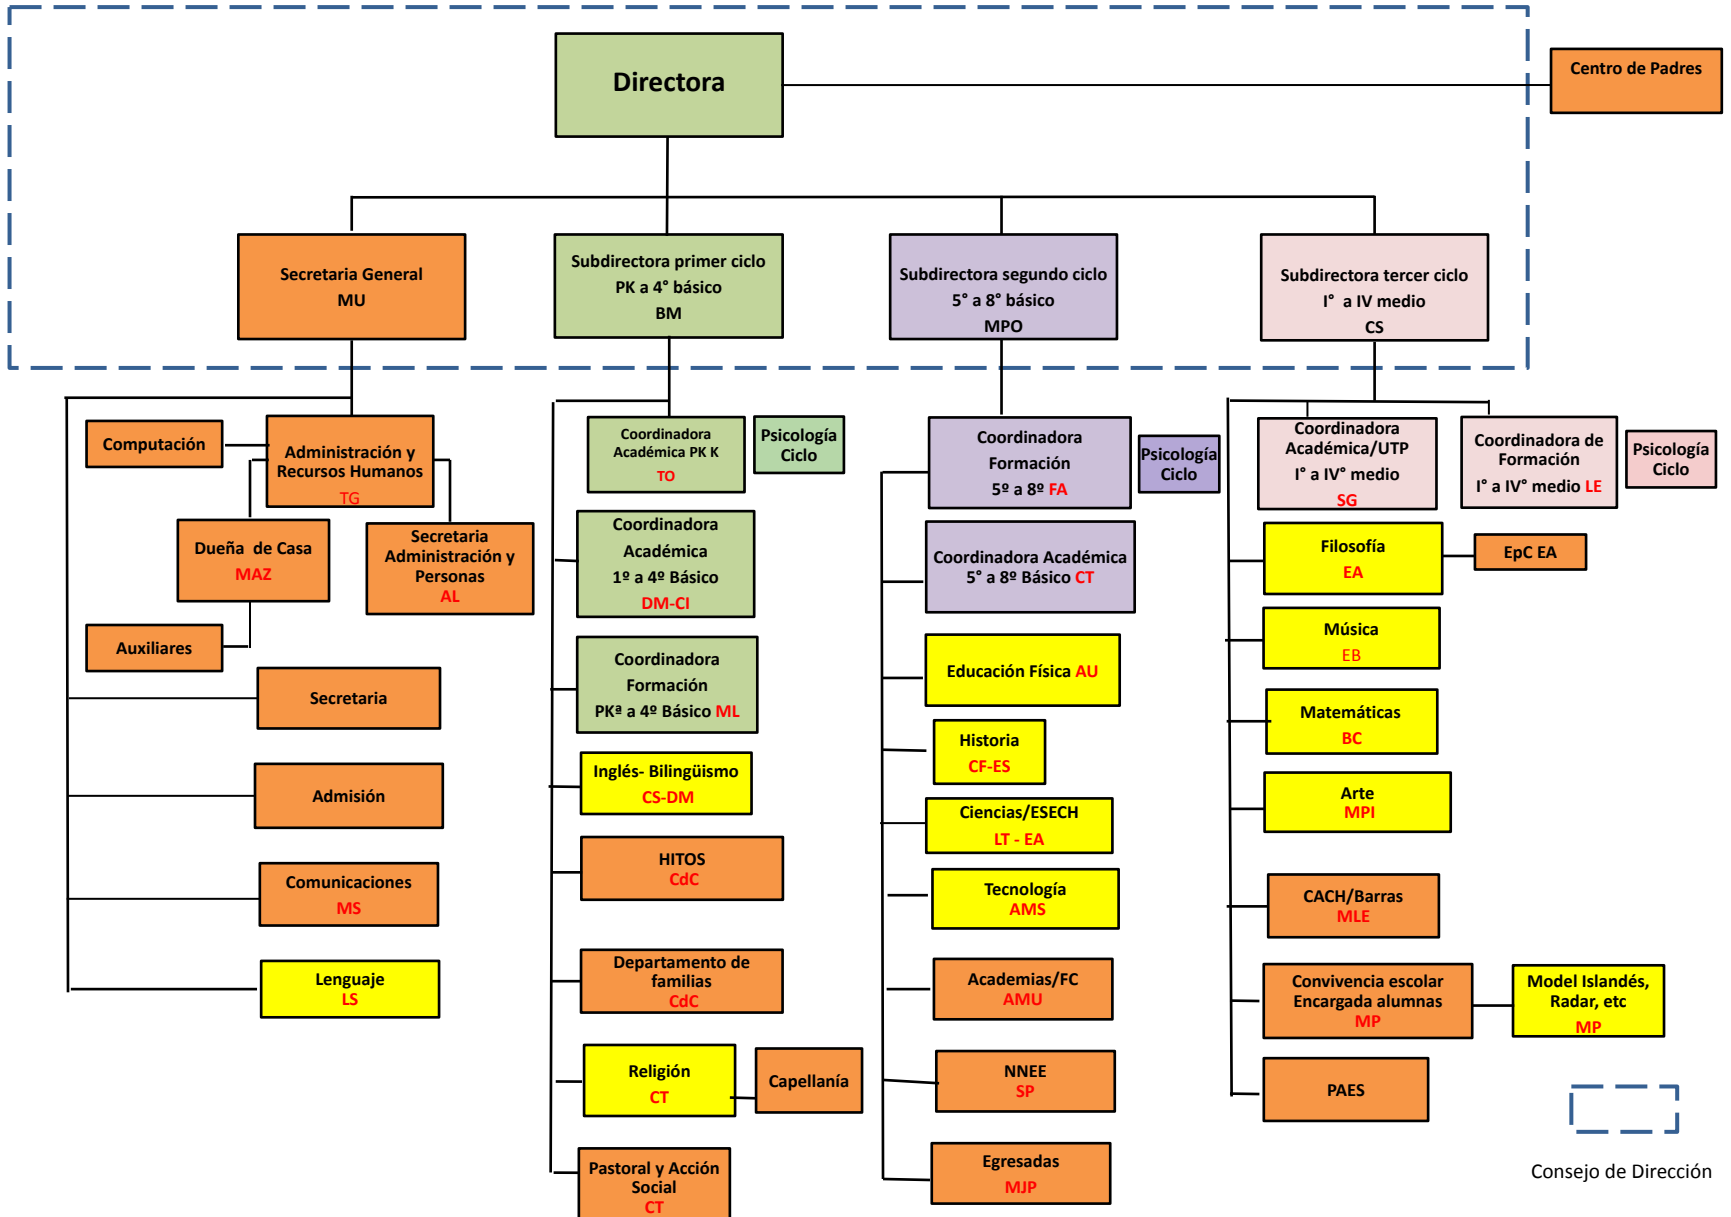 Directora
Centro de Padres
Secretaria General
MU
Subdirectora primer ciclo
PK a 4° básico
BM
Subdirectora segundo ciclo
5° a 8° básico
MPO
Subdirectora tercer ciclo
I° a IV medio
CS
Computación
Administración y
Recursos Humanos
TG
Dueña de Casa
MAZ
Secretaria
Administración y
Personas
AL
Auxiliares
Secretaria
Admisión
Comunicaciones
MS
Lenguaje
LS
Coordinadora
Académica PK K
TO
Psicología
Ciclo
Coordinadora
Académica
1º a 4º Básico
DM-CI
Coordinadora
Formación
PKª a 4º Básico ML
Inglés- Bilingüismo
CS-DM
HITOS
CdC
Departamento de
familias
CdC
Religión
CT
Capellanía
Pastoral y Acción
Social
CT
Coordinadora
Formación
5º a 8º FA
Psicología
Ciclo
Coordinadora Académica
5° a 8º Básico CT
Educación Física AU
Historia
CF-ES
Ciencias/ESECH
LT - EA
Tecnología
AMS
Academias/FC
AMU
NNEE
SP
Egresadas
MJP
Coordinadora
Académica/UTP
I° a IV° medio
SG
Coordinadora de
Formación
I° a IV° medio LE
Psicología
Ciclo
Filosofía
EA
EpC EA
Música
EB
Matemáticas
BC
Arte
MPI
CACH/Barras
MLE
Convivencia escolar
Encargada alumnas
MP
Model Islandés,
Radar, etc
MP
PAES
Consejo de Dirección